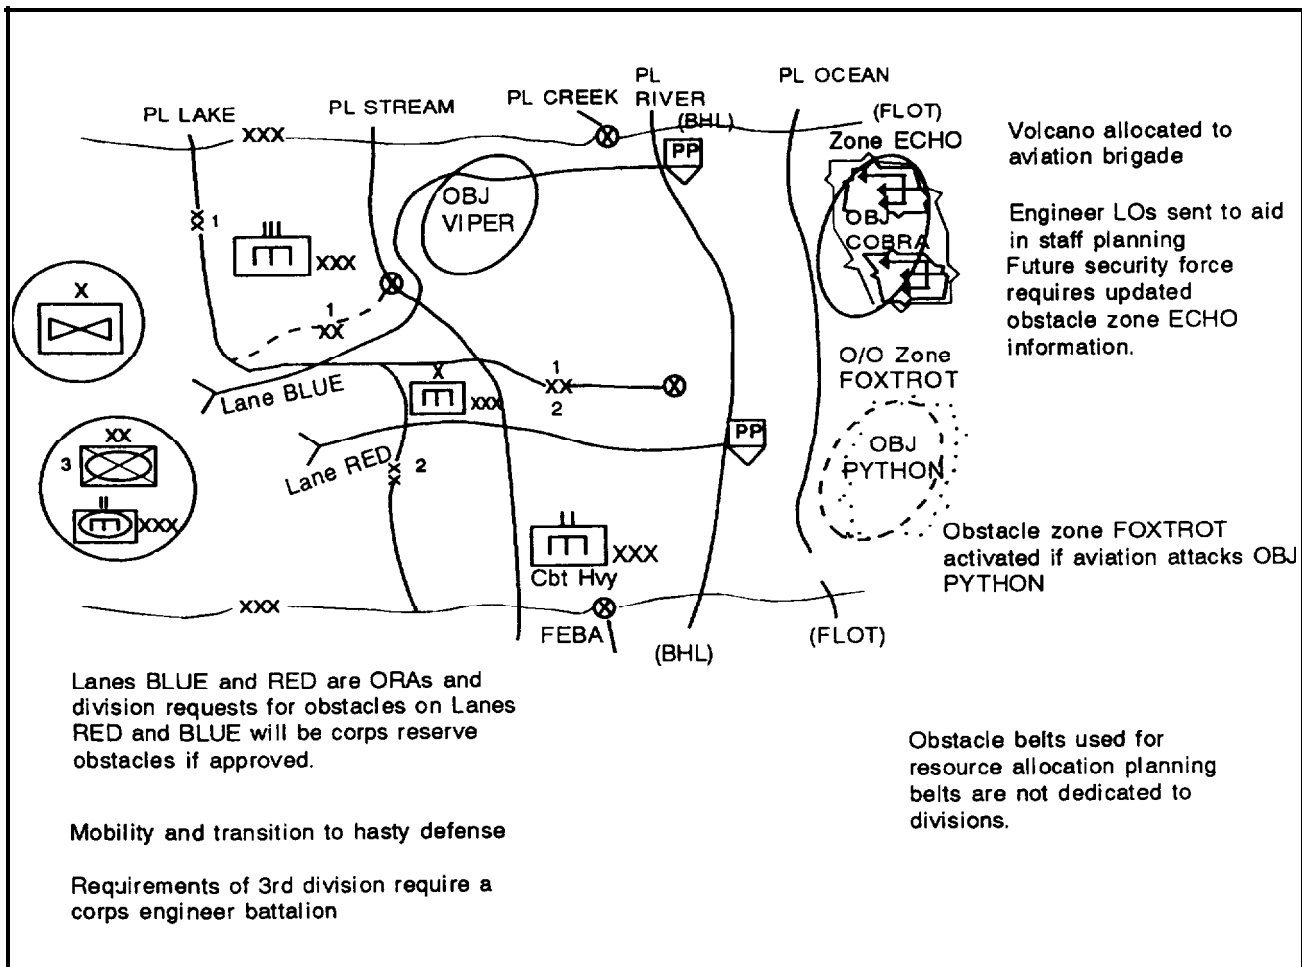 PL LAKE
XXX
PL STREAM
PL CREEK
PL
RIVER
(BHL)
PL OCEAN
(FLOT)
Zone ECHO
PP
OBJ
VIPER
OBJ
COBRA
XX 1
III
XXX
X
X
X
1
XX
Lane BLUE
X
XXX
1
XX
2
X
O/O Zone
FOXTROT
PP
OBJ
PYTHON
XX
3
II
XXX
Lane RED
XX 2
II
XXX
Cbt Hvy
XXX
X
FEBA
(BHL)
(FLOT)
Volcano allocated to
aviation brigade
Engineer LOs sent to aid
in staff planning
Future security force
requires updated
obstacle zone ECHO
information.
Obstacle zone FOXTROT
activated if aviation attacks OBJ
PYTHON
Lanes BLUE and RED are ORAs and
division requests for obstacles on Lanes
RED and BLUE will be corps reserve
obstacles if approved.
Mobility and transition to hasty defense
Requirements of 3rd division require a
corps engineer battalion
Obstacle belts used for
resource allocation planning
belts are not dedicated to
divisions.